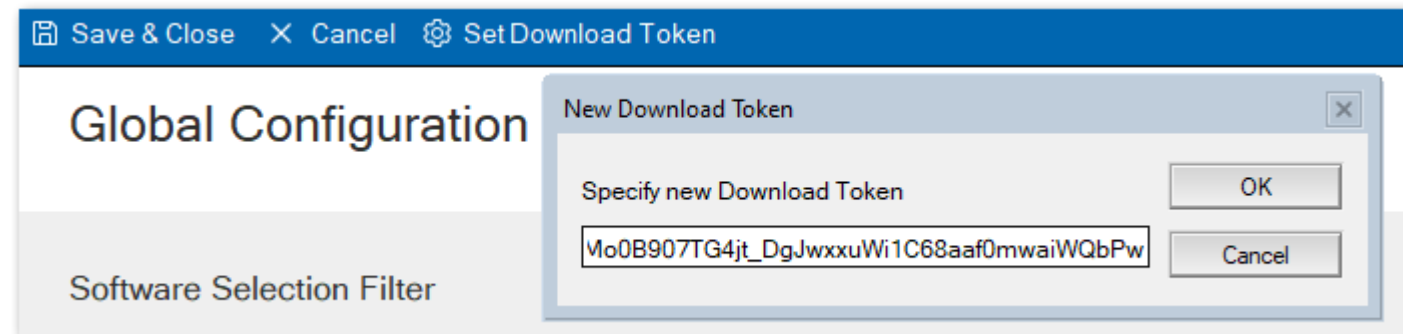 Save & Close Cancel Set Download Token
Global Configuration
New Download Token
Specify new Download Token
OK
Mo0B907TG4jt_DgJwxxuWi1C68aaf0mwaiWQbPw
Cancel
Software Selection Filter